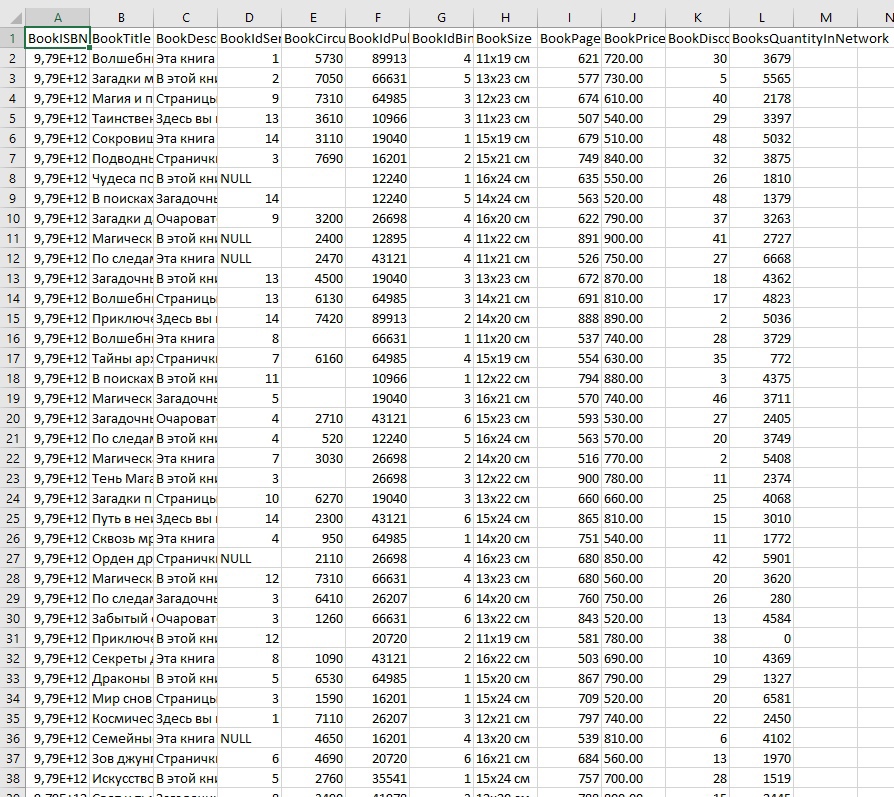 A B C D E F G H I J K L M N
1 BookISBN BookTitle BookDesc BookIdSer BookCircu BookIdPul BookIdBin BookSize BookPage BookPrice BookDisco BooksQuantityInNetwork
2 9,79E+12 Волшебн Эта книга 1 5730 89913 4 11x19 см 621 720.00 30 3679
3 9,79E+12 Загадки м В этой кни 2 7050 66631 5 13x23 см 577 730.00 5 5565
4 9,79E+12 Магия и п Страницы 9 7310 64985 3 12x23 см 674 610.00 40 2178
5 9,79E+12 Таинствен Здесь вы 13 3610 10966 3 11x23 см 507 540.00 29 3397
6 9,79E+12 Сокровищ Эта книга 14 3110 19040 1 15x19 см 679 510.00 48 5032
7 9,79E+12 Подводнь Страничк 3 7690 16201 2 15x21 см 749 840.00 32 3875
8 9,79E+12 Чудеса по В этой кни NULL 12240 1 16x24 см 635 550.00 26 1810
9 9,79E+12 В поисках Загадочнь 14 12240 5 14x24 см 563 520.00 48 1379
10 9,79E+12 Загадки д Очароват 9 3200 26698 4 16x20 см 622 790.00 37 3263
11 9,79E+12 Магическ В этой кни NULL 2400 12895 4 11x22 см 891 900.00 41 2727
12 9,79E+12 По следам Эта книга NULL 2470 43121 4 11x21 см 526 750.00 27 6668
13 9,79E+12 Загадочнь В этой кни 13 4500 19040 3 13x23 см 672 870.00 18 4362
14 9,79E+12 Волшебн Страницы 13 6130 64985 3 14x21 см 691 810.00 17 4823
15 9,79E+12 Приключе Здесь вы 14 7420 89913 2 14x20 см 888 890.00 2 5036
16 9,79E+12 Волшебн Эта книга 8 66631 1 11x20 см 537 740.00 28 3729
17 9,79E+12 Тайны арх Страничк 7 6160 64985 4 15x19 см 554 630.00 35 772
18 9,79E+12 В поисках В этой кни 11 10966 1 12x22 см 794 880.00 3 4375
19 9,79E+12 Магическ Загадочнь 5 19040 3 16x21 см 570 740.00 46 3711
20 9,79E+12 Загадочнь Очароват 4 2710 43121 6 15x23 см 593 530.00 27 2405
21 9,79E+12 По следам В этой кни 4 520 12240 5 16x24 см 563 570.00 20 3749
22 9,79E+12 Магическ Эта книга 7 3030 26698 2 14x20 см 516 770.00 2 5408
23 9,79E+12 Тень Мага В этой кни 3 26698 3 12x22 см 900 780.00 11 2374
24 9,79E+12 Загадки п Страницы 10 6270 19040 3 13x22 см 660 660.00 25 4068
25 9,79E+12 Путь в неи Здесь вы 14 2300 43121 6 15x24 см 865 810.00 15 3010
26 9,79E+12 Сквозь мр Эта книга 4 950 64985 1 14x20 см 751 540.00 11 1772
27 9,79E+12 Орден др Страничк NULL 2110 26698 4 16x23 см 680 850.00 42 5901
28 9,79E+12 Магическ В этой кни 12 7310 66631 4 13x23 см 680 560.00 20 3620
29 9,79E+12 По следам Загадочнь 3 6410 26207 6 14x20 см 760 750.00 26 280
30 9,79E+12 Забытый Очароват 3 1260 66631 6 13x22 см 843 520.00 13 4584
31 9,79E+12 Приключе В этой кни 12 20720 2 11x19 см 581 780.00 38 0
32 9,79E+12 Секреты Эта книга 8 1090 43121 2 16x22 см 503 690.00 10 4369
33 9,79E+12 Драконы В этой кни 5 6530 64985 1 15x20 см 867 790.00 29 1327
34 9,79E+12 Мир снов Страницы 3 1590 16201 1 15x24 см 709 520.00 20 6581
35 9,79E+12 Космичес Здесь вы 1 7110 26207 3 12x21 см 797 740.00 22 2450
36 9,79E+12 Семейны Эта книга NULL 4650 16201 4 13x20 см 539 810.00 6 4102
37 9,79E+12 Зов джунг Страничк 6 4690 20720 6 16x21 см 684 560.00 13 1970
38 9,79E+12 Искусство В этой кни 5 2760 35541 1 15x24 см 757 700.00 28 1519